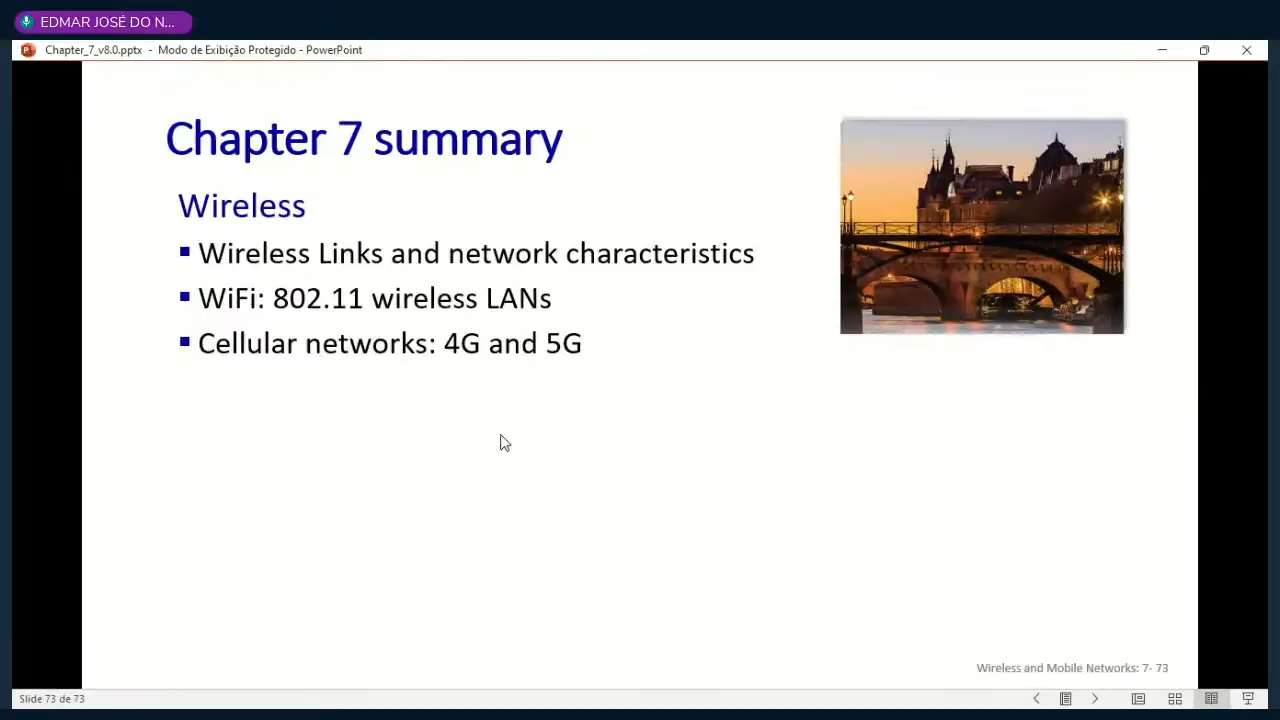 EDMAR JOSÉ DO N...
Chapter_7_v8.0.pptx - Modo de Exibição Protegido - PowerPoint
Chapter 7 summary
Wireless
▪ Wireless Links and network characteristics
▪ WiFi: 802.11 wireless LANs
▪ Cellular networks: 4G and 5G
Wireless and Mobile Networks: 7- 73
Slide 73 de 73